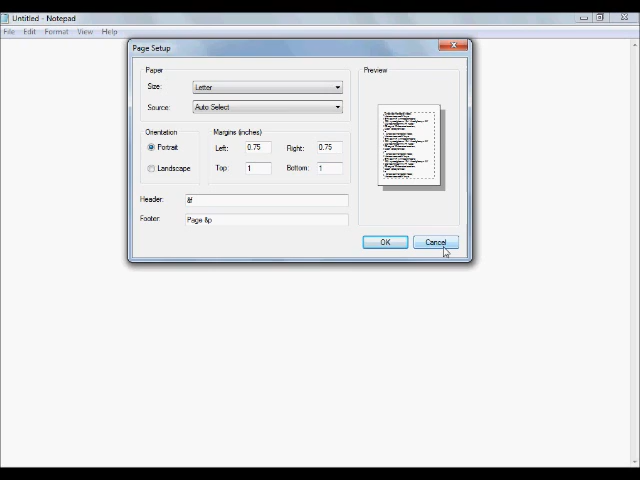 Untitled - Notepad
File Edit Format View Help
Page Setup
Paper
Size: Letter
Source: Auto Select
Orientation
Portrait
Landscape
Margins (inches)
Left: 0.75 Right: 0.75
Top: 1 Bottom: 1
Header: &f
Footer: Page &p
Preview
OK Cancel